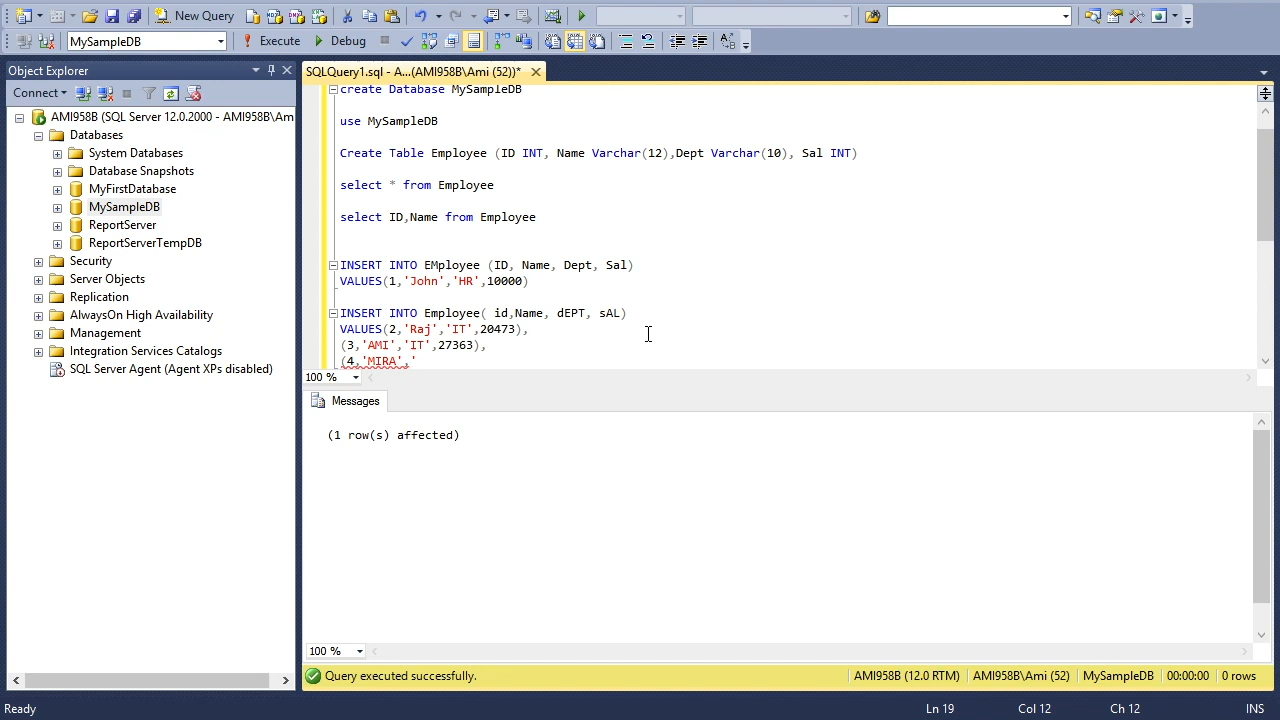 New Query
MySampleDB
Execute
Debug
Object Explorer
SQLQuery1.sql - A...(AMI958B\Ami (52))*
Connect
AMI958B (SQL Server 12.0.2000 - AMI958B\Am
Databases
System Databases
Database Snapshots
MyFirstDatabase
MySampleDB
ReportServer
ReportServerTempDB
Security
Server Objects
Replication
AlwaysOn High Availability
Management
Integration Services Catalogs
SQL Server Agent (Agent XPs disabled)
create Database MySampleDB
use MySampleDB
Create Table Employee (ID INT, Name Varchar(12),Dept Varchar(10), Sal INT)
select * from Employee
select ID,Name from Employee
INSERT INTO EMployee (ID, Name, Dept, Sal)
VALUES(1,'John','HR',10000)
INSERT INTO Employee( id,Name, dEPT, sAL)
VALUES(2,'Raj','IT',20473),
(3,'AMI','IT',27363),
(4,'MIRA','
100 %
Messages
(1 row(s) affected)
100 %
Query executed successfully.
AMI958B (12.0 RTM)
AMI958B\Ami (52)
MySampleDB
00:00:00
0 rows
Ready
Ln 19
Col 12
Ch 12
INS